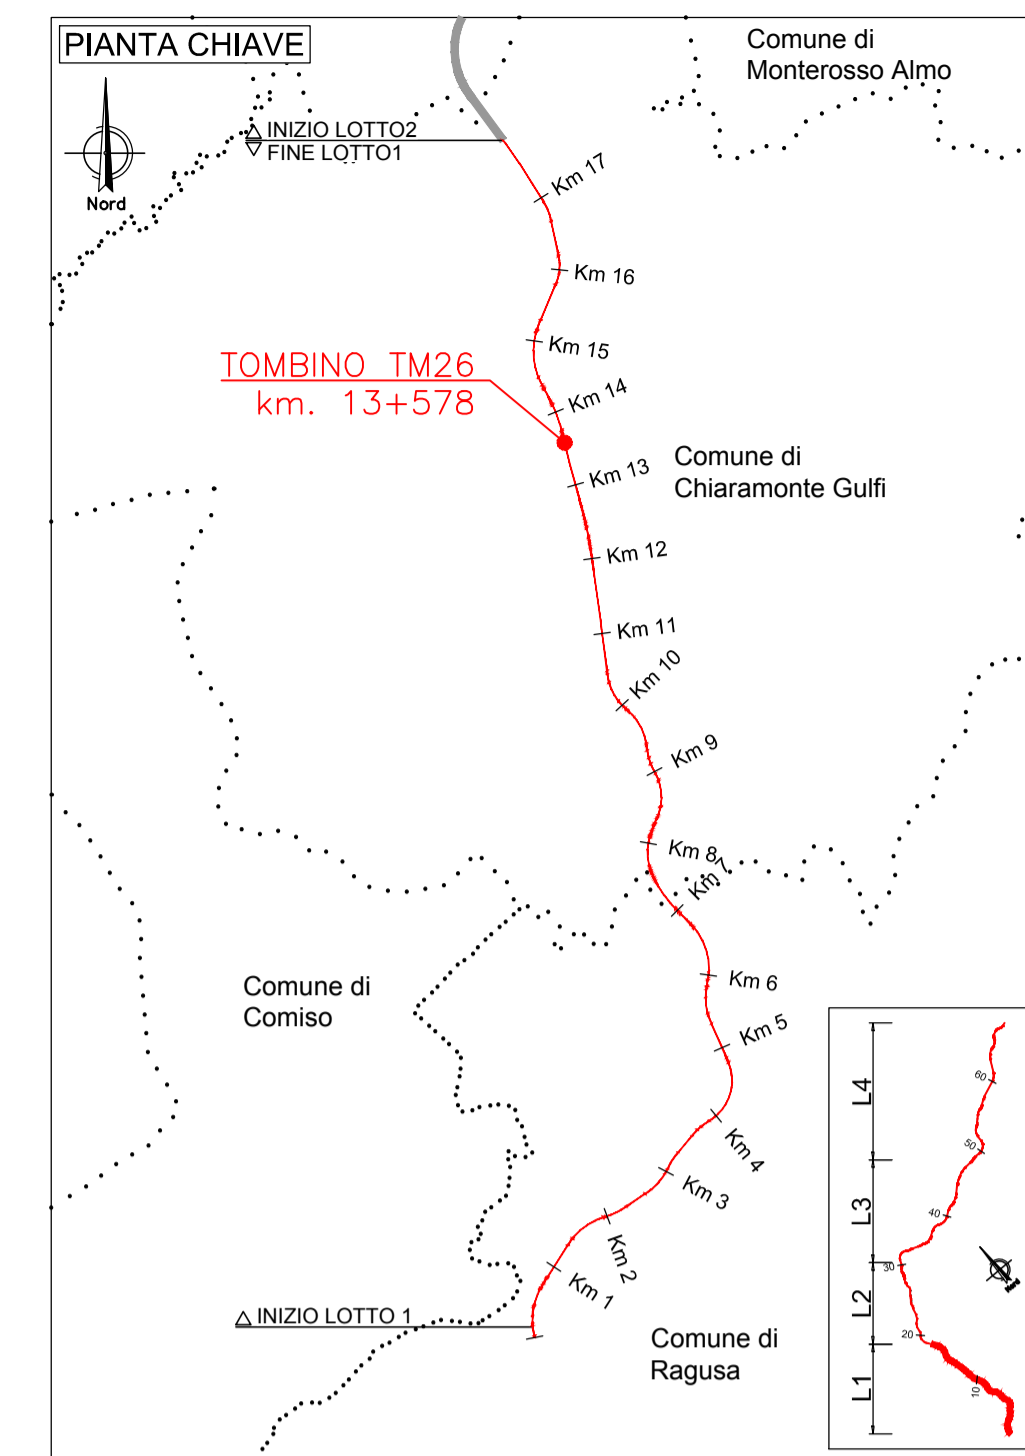 PIANTA CHIAVE
Comune di
Monterosso Almo
Nord
INIZIO LOTTO2
FINE LOTTO1
Km 17
Km 16
Km 15
TOMBINO TM26
km. 13+578
Km 14
Comune di
Chiaramonte Gulfi
Km 13
Km 12
Km 11
Km 10
Km 9
Km 8
Km 7
Comune di
Comiso
Km 6
Km 5
Km 4
Km 3
Km 2
Km 1
INIZIO LOTTO 1
Comune di
Ragusa
L4
60
50
L3
40
30
Nord
L2
20
L1
10